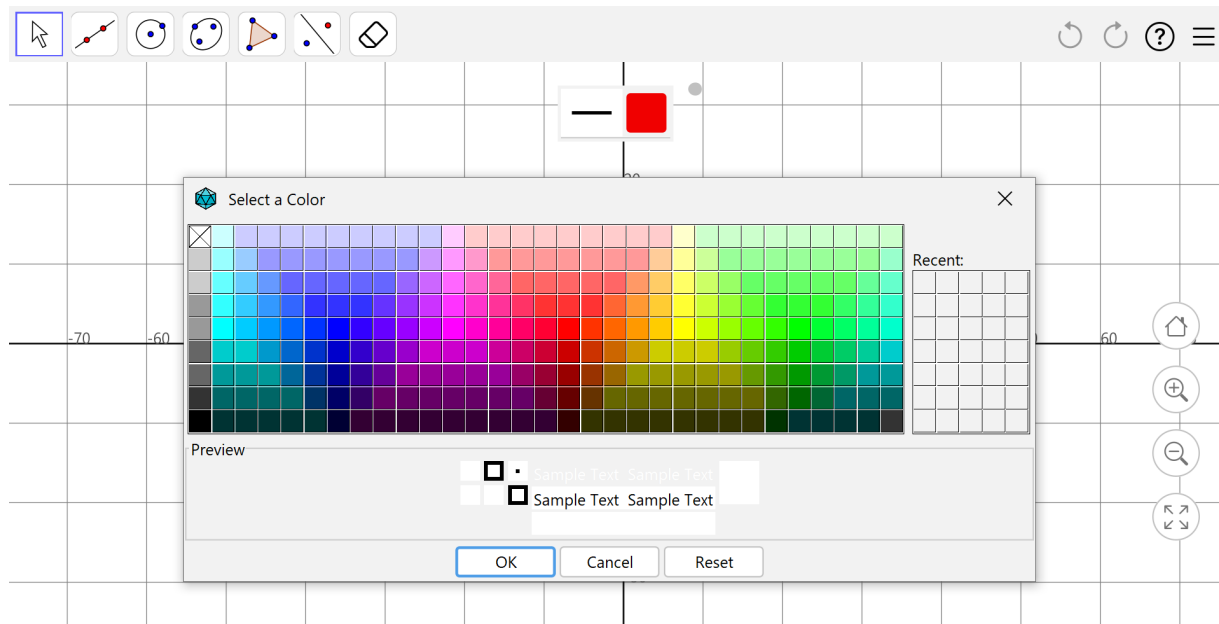 ?
Select a Color
Recent:
-70
-60
60
Preview
Sample Text Sample Text
Sample Text Sample Text
OK
Cancel
Reset